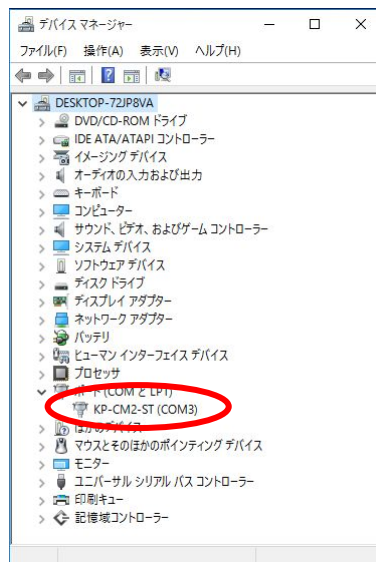 デバイス マネージャー
ファイル(F) 操作(A) 表示(V) ヘルプ(H)
DESKTOP-72JP8VA
DVD/CD-ROM ドライブ
IDE ATA/ATAPI コントローラー
イメージング デバイス
オーディオの入力および出力
キーボード
コンピューター
サウンド、ビデオ、およびゲーム コントローラー
システム デバイス
ソフトウェア デバイス
ディスク ドライブ
ディスプレイ アダプター
ネットワーク アダプター
バッテリ
ヒューマン インターフェイス デバイス
プロセッサ
ポート (COM と LPT)
KP-CM2-ST (COM3)
ほかのデバイス
マウスとそのほかのポインティング デバイス
モニター
ユニバーサル シリアル バス コントローラー
印刷キュー
記憶域コントローラー